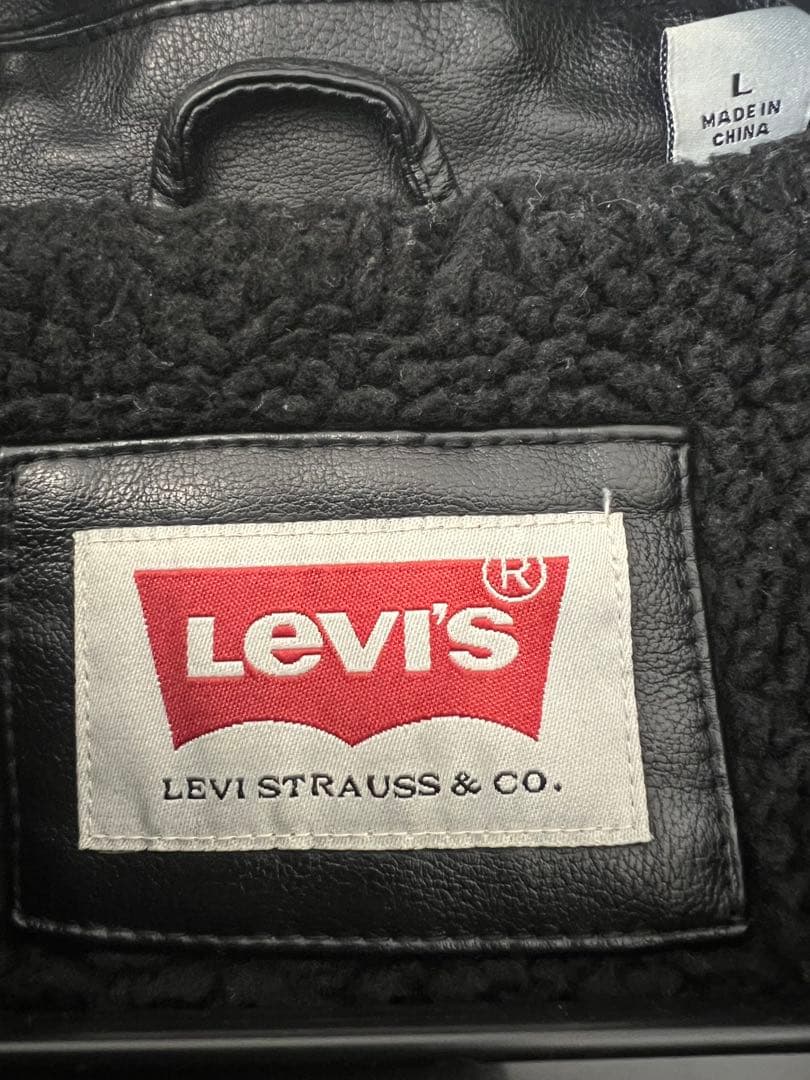 L
MADE IN
CHINA
LEVI'S®
LEVI STRAUSS & CO.